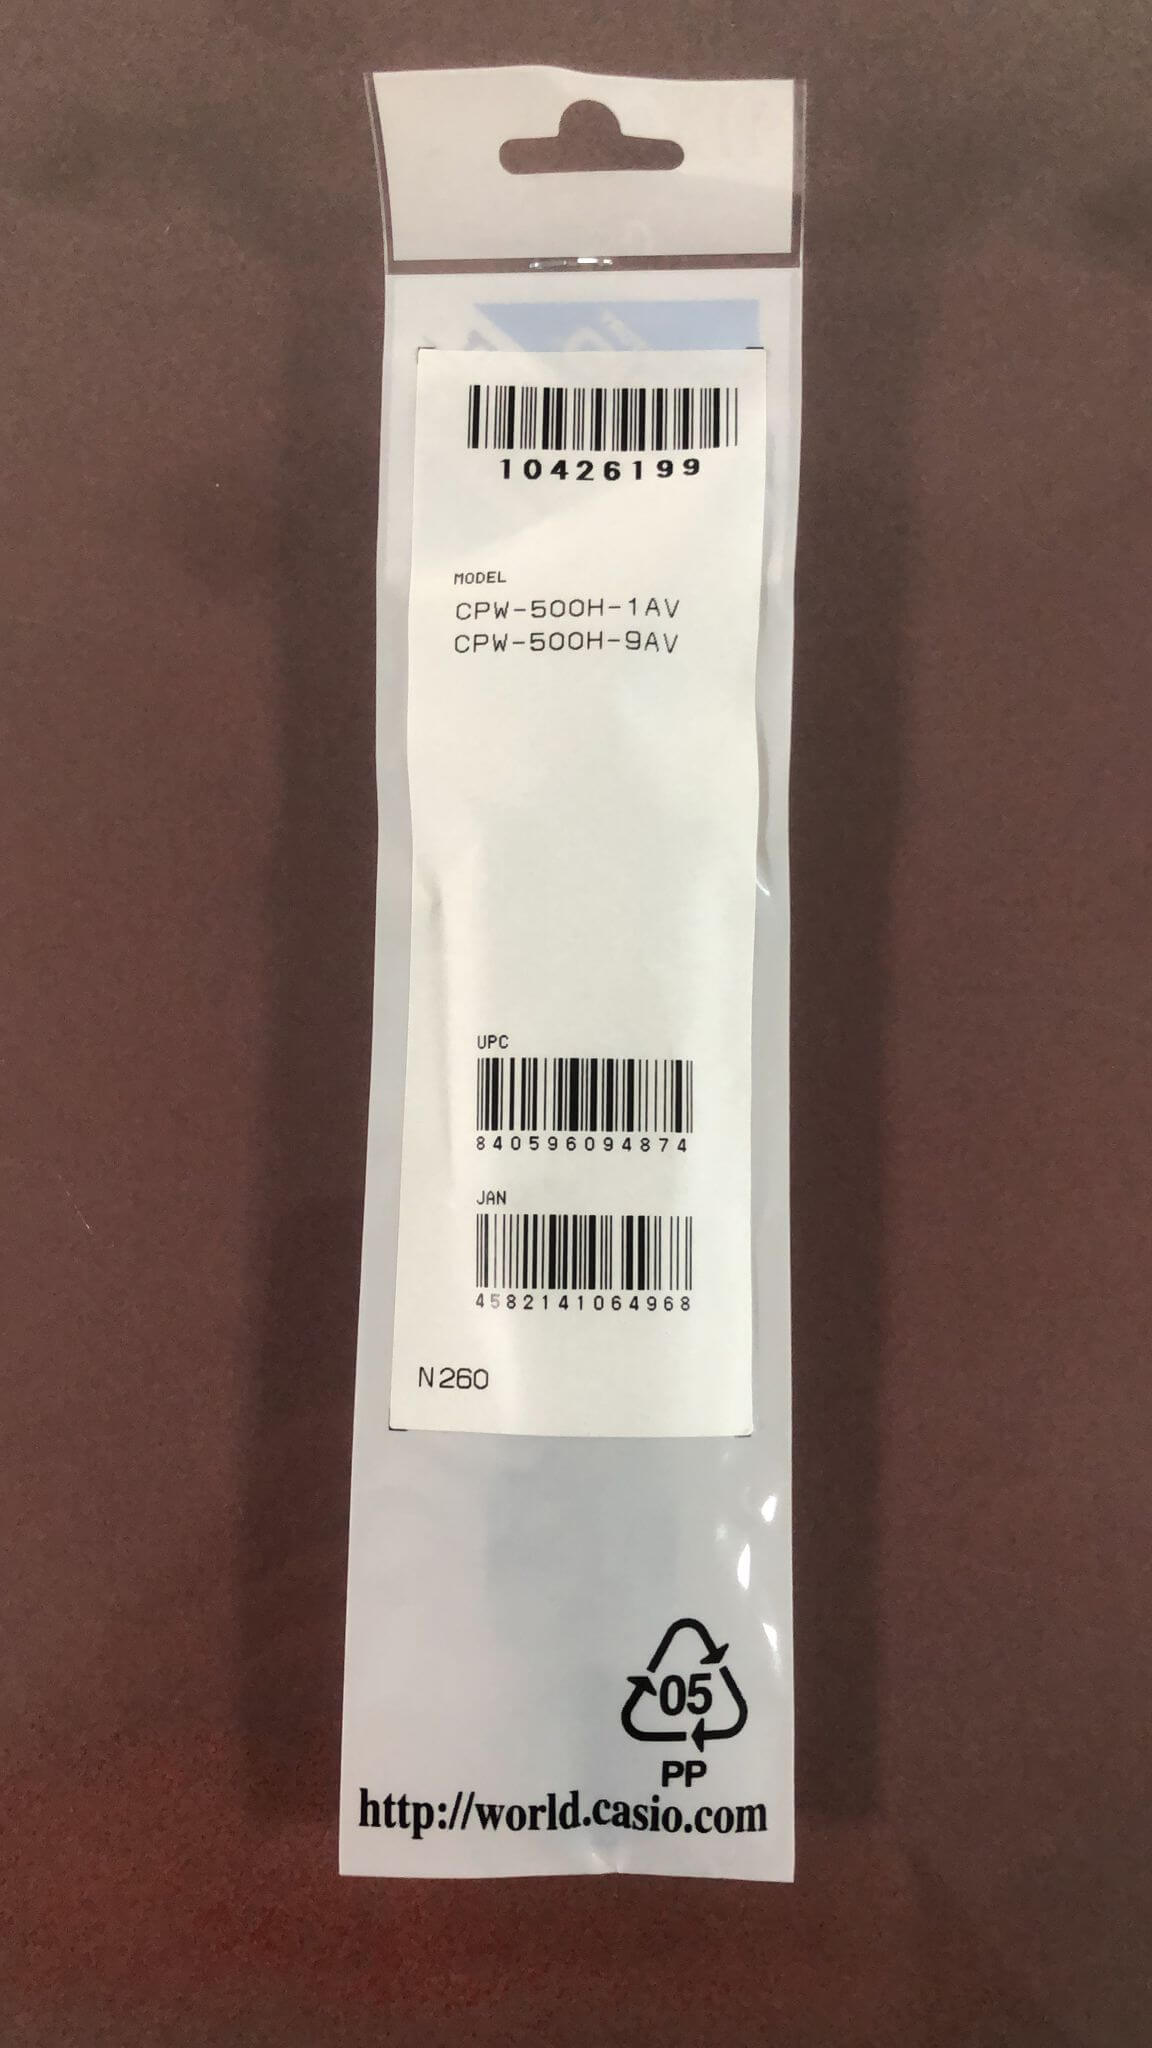 10426199
MODEL
CPW-500H-1AV
CPW-500H-9AV
UPC
840596094874
JAN
4582141064968
N260
05
PP
http://world.casio.com